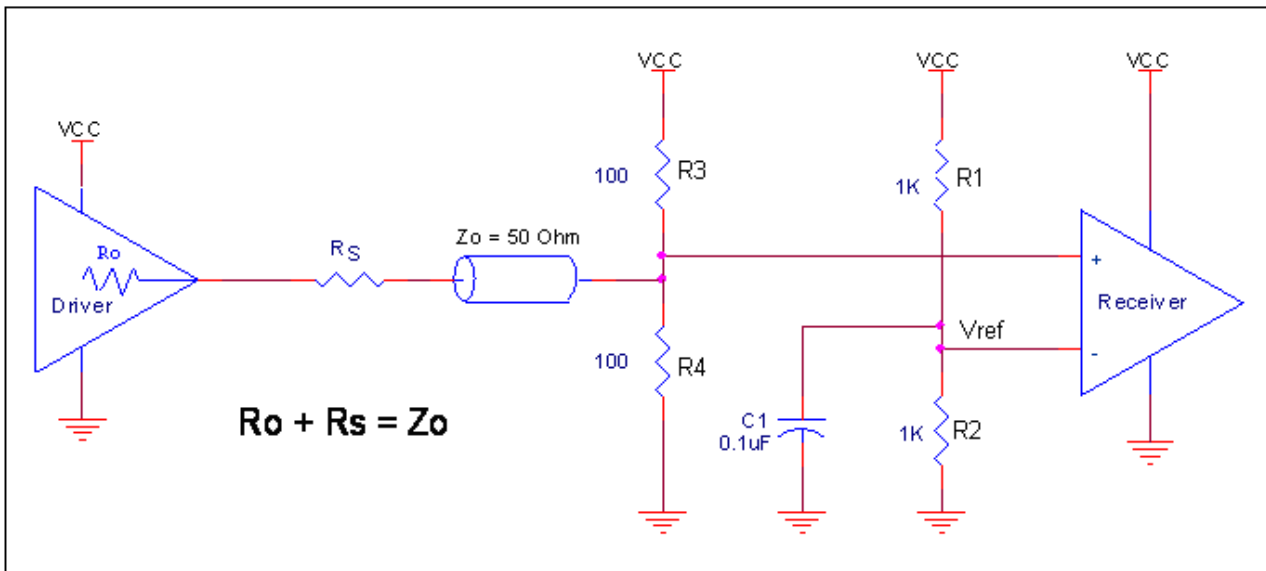 VCC
VCC
VCC
VCC
Ro
Driver
RS
Zo = 50 Ohm
100
R3
1K
R1
+
Receiver
-
Vref
100
R4
C1
0.1uF
1K
R2
Ro + Rs = Zo